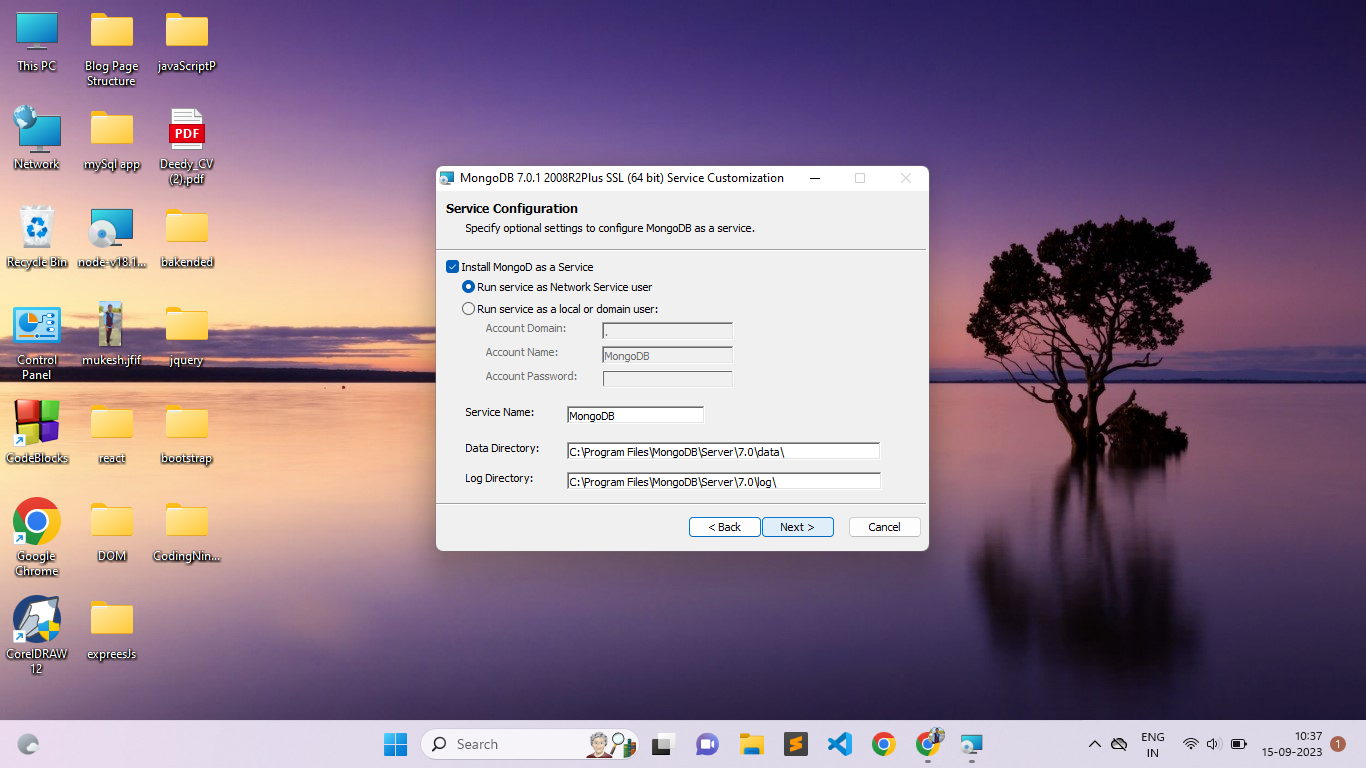 This PC
Blog Page
Structure
javaScriptP
Network
mySql app
PDF
Deedy_CV
(2).pdf
Recycle Bin
node-v18.1...
bakended
Control
Panel
mukesh.jfif
jquery
CodeBlocks
react
bootstrap
Google
Chrome
DOM
CodingNin...
CorelDRAW
12
expreesJs
MongoDB 7.0.1 2008R2Plus SSL (64 bit) Service Customization
Service Configuration
Specify optional settings to configure MongoDB as a service.
Install MongoD as a Service
Run service as Network Service user
Run service as a local or domain user:
Account Domain:
.
Account Name:
MongoDB
Account Password:
Service Name:
MongoDB
Data Directory:
C:\Program Files\MongoDB\Server\7.0\data\
Log Directory:
C:\Program Files\MongoDB\Server\7.0\log\
< Back
Next >
Cancel
Search
ENG
IN
10:37
15-09-2023
1